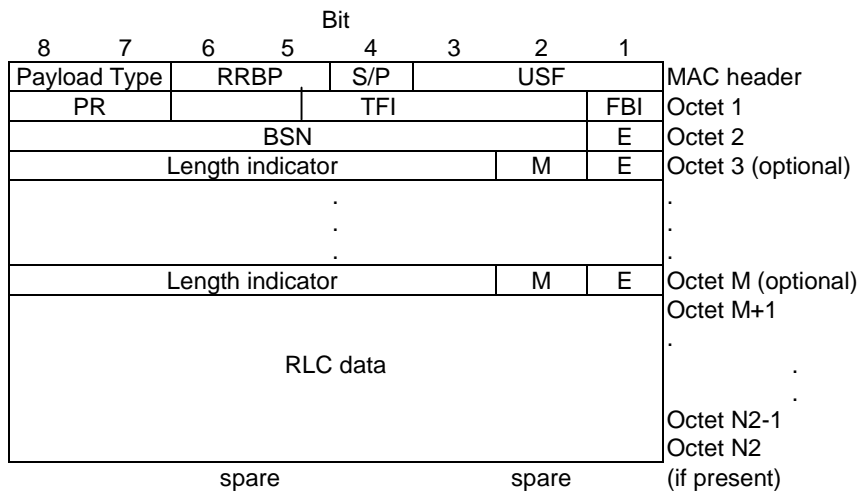 Bit
8 7 6 5 4 3 2 1
Payload Type RRBP S/P USF MAC header
PR TFI FBI Octet 1
BSN E Octet 2
Length indicator M E Octet 3 (optional)
. .
. .
. .
Length indicator M E Octet M (optional)
Octet M+1
.
RLC data .
.
Octet N2-1
Octet N2
spare spare (if present)